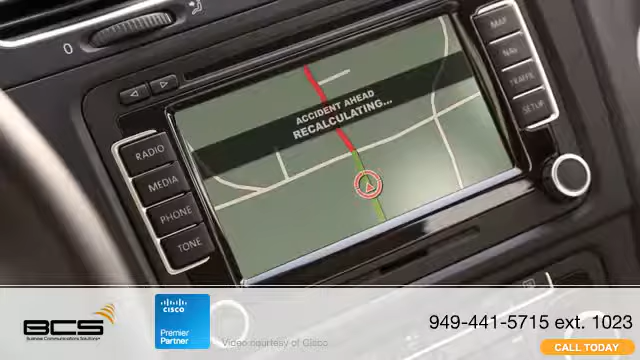 0
MAP
NAV
TRAFFIC
SETUP
ACCIDENT AHEAD
RECALCULATING...
RADIO
MEDIA
PHONE
TONE
BCS
Business Communications Solutions
CISCO
Premier
Partner
Video courtesy of Cisco
949-441-5715 ext. 1023
CALL TODAY